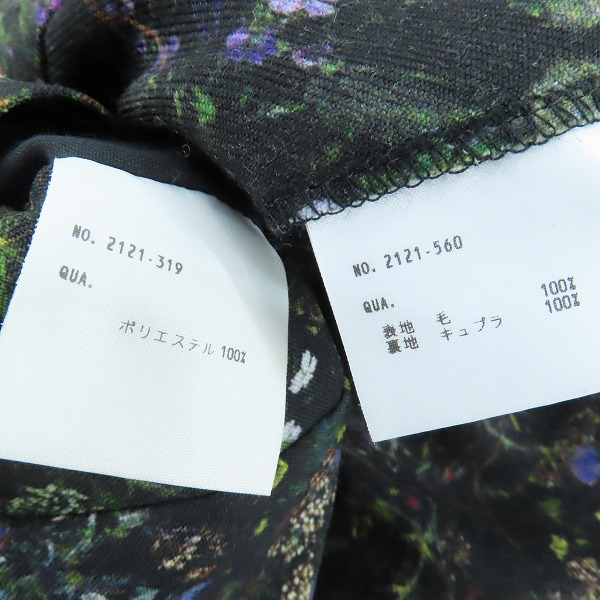 NO. 2121-319
QUA.
ポリエステル 100%
NO. 2121-560
QUA.
表地 毛 100%
裏地 キュプラ 100%